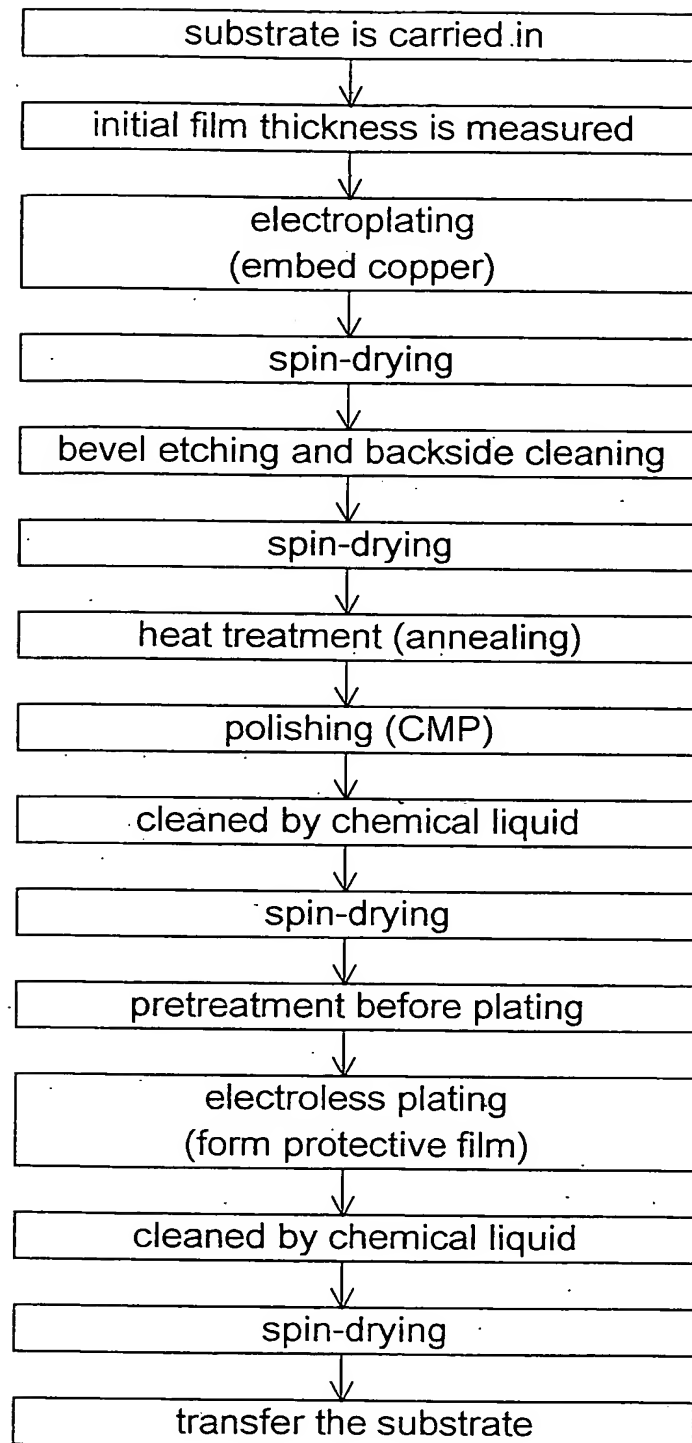 substrate is carried in
initial film thickness is measured
electroplating
(embed copper)
spin-drying
bevel etching and backside cleaning
spin-drying
heat treatment (annealing)
polishing (CMP)
cleaned by chemical liquid
spin-drying
pretreatment before plating
electroless plating
(form protective film)
cleaned by chemical liquid
spin-drying
transfer the substrate